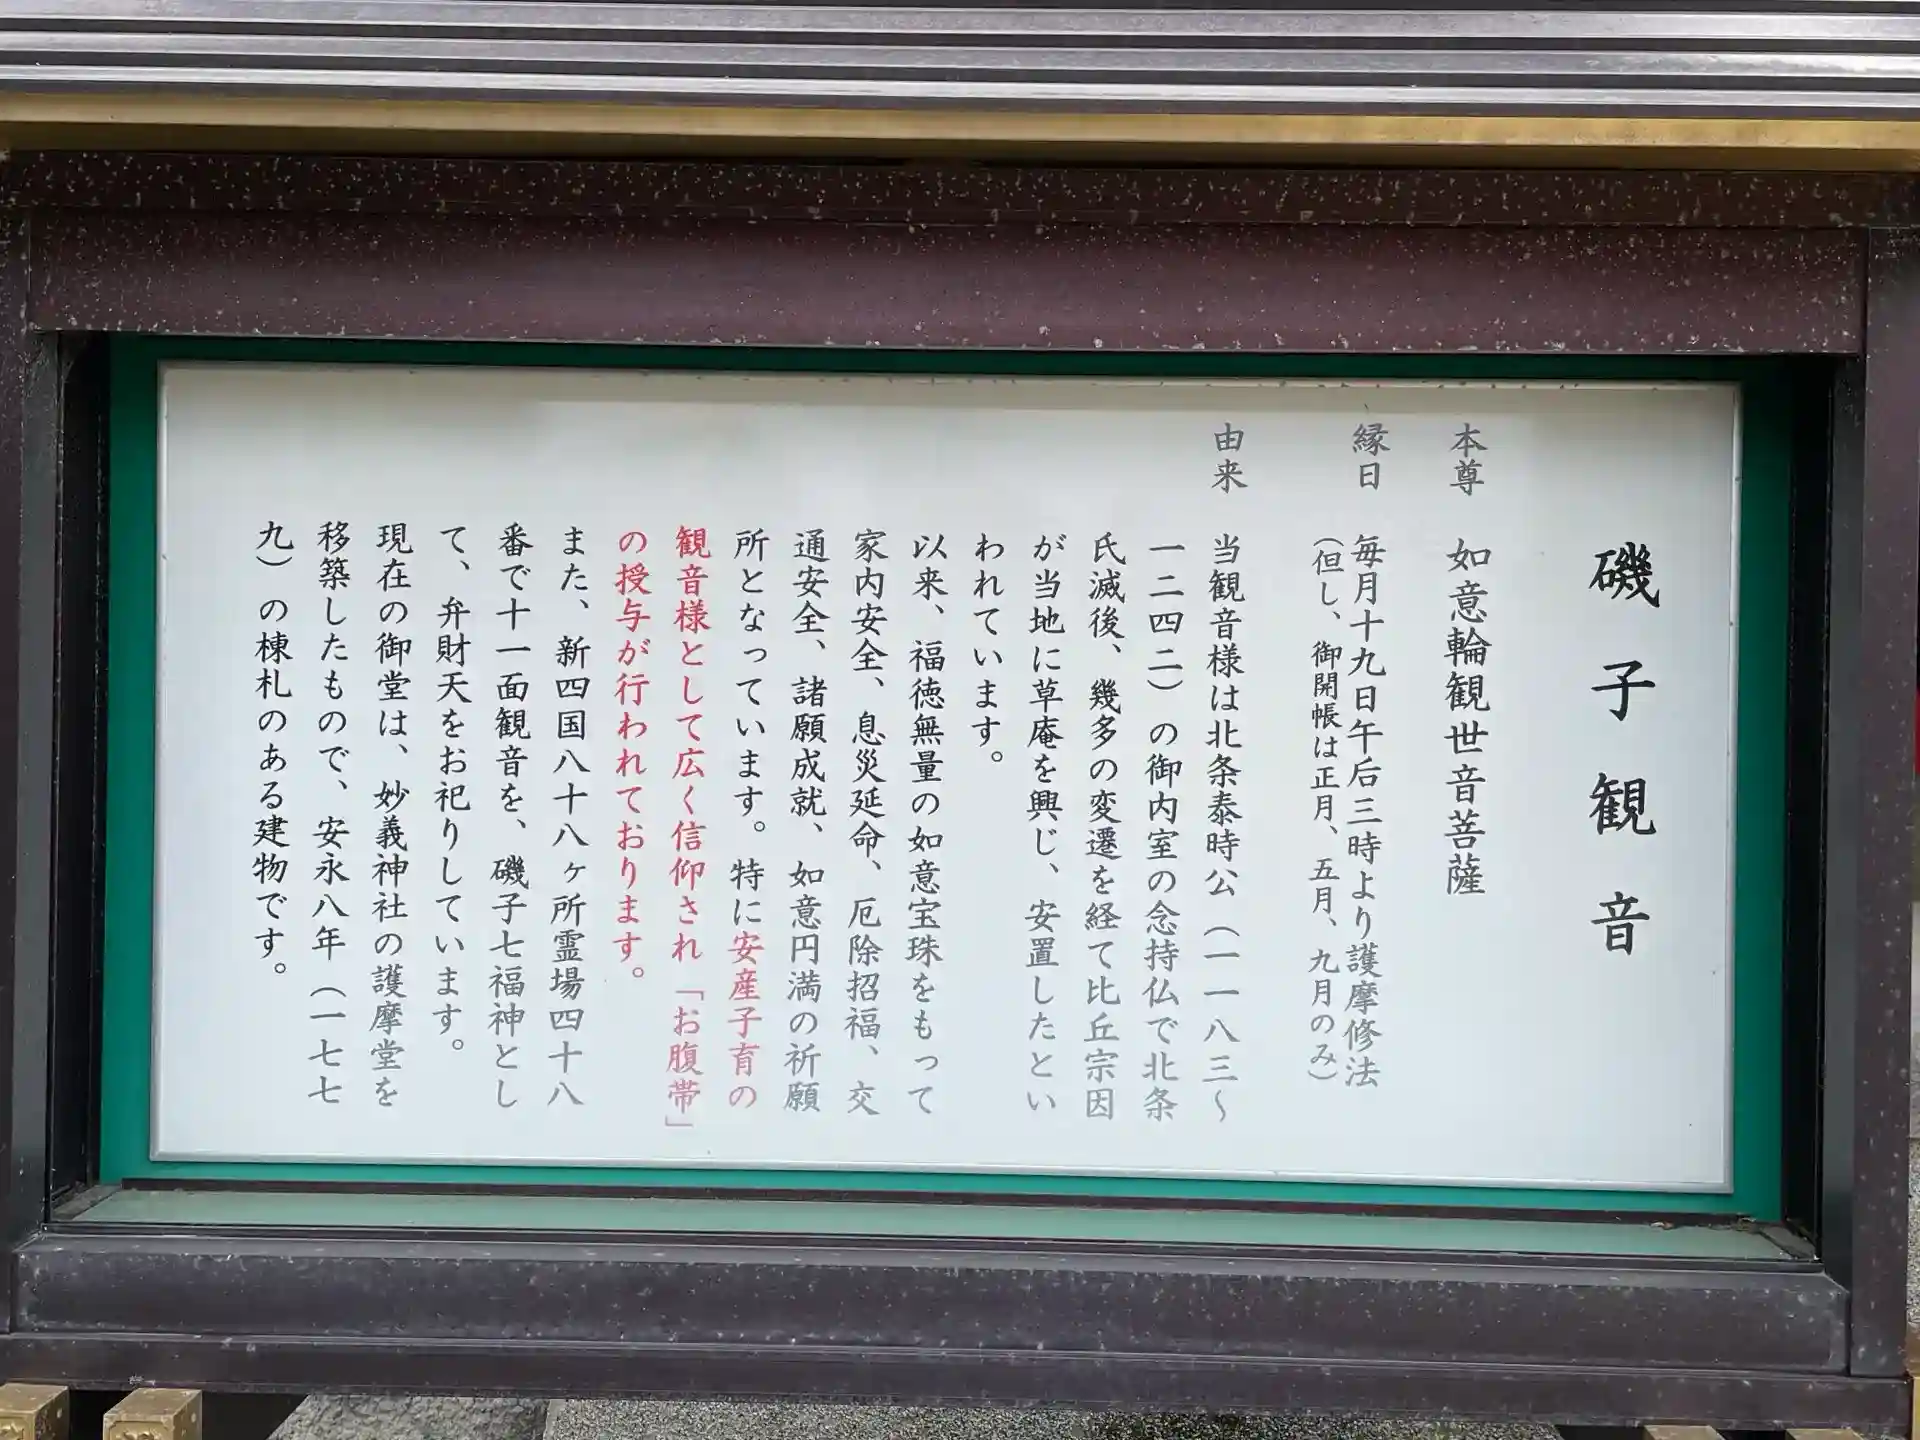 磯子観音
本尊　如意輪観世音菩薩
縁日　毎月十九日午后三時より護摩修法
（但し、御開帳は正月、五月、九月のみ）
由来　当観音様は北条泰時公（一一八三～
一二四二）の御内室の念持仏で北条
氏滅後、幾多の変遷を経て比丘宗因
が当地に草庵を興じ、安置したとい
われています。
以来、福徳無量の如意宝珠をもって
家内安全、息災延命、厄除招福、交
通安全、諸願成就、如意円満の祈願
所となっています。特に安産子育の
観音様として広く信仰され「お腹帯」
の授与が行われております。
また、新四国八十八ヶ所霊場四十八
番で十一面観音を、磯子七福神とし
て、弁財天をお祀りしています。
現在の御堂は、妙義神社の護摩堂を
移築したもので、安永八年（一七七
九）の棟札のある建物です。